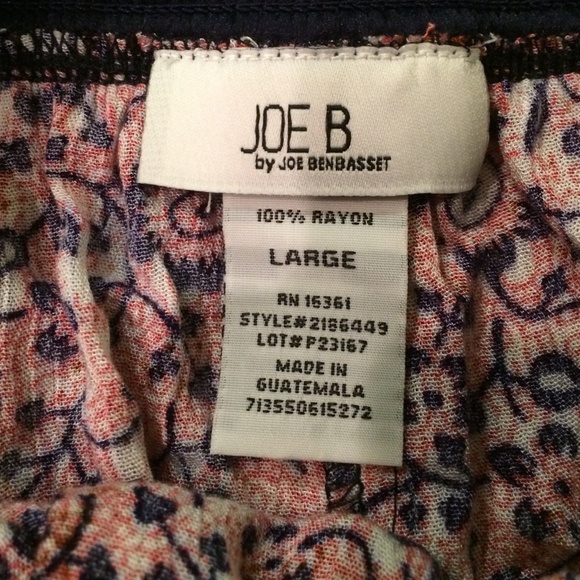 JOE B
by JOE BENBASSET
100% RAYON
LARGE
RN 16361
STYLE#2186449
LOT#P23167
MADE IN
GUATEMALA
713550615272